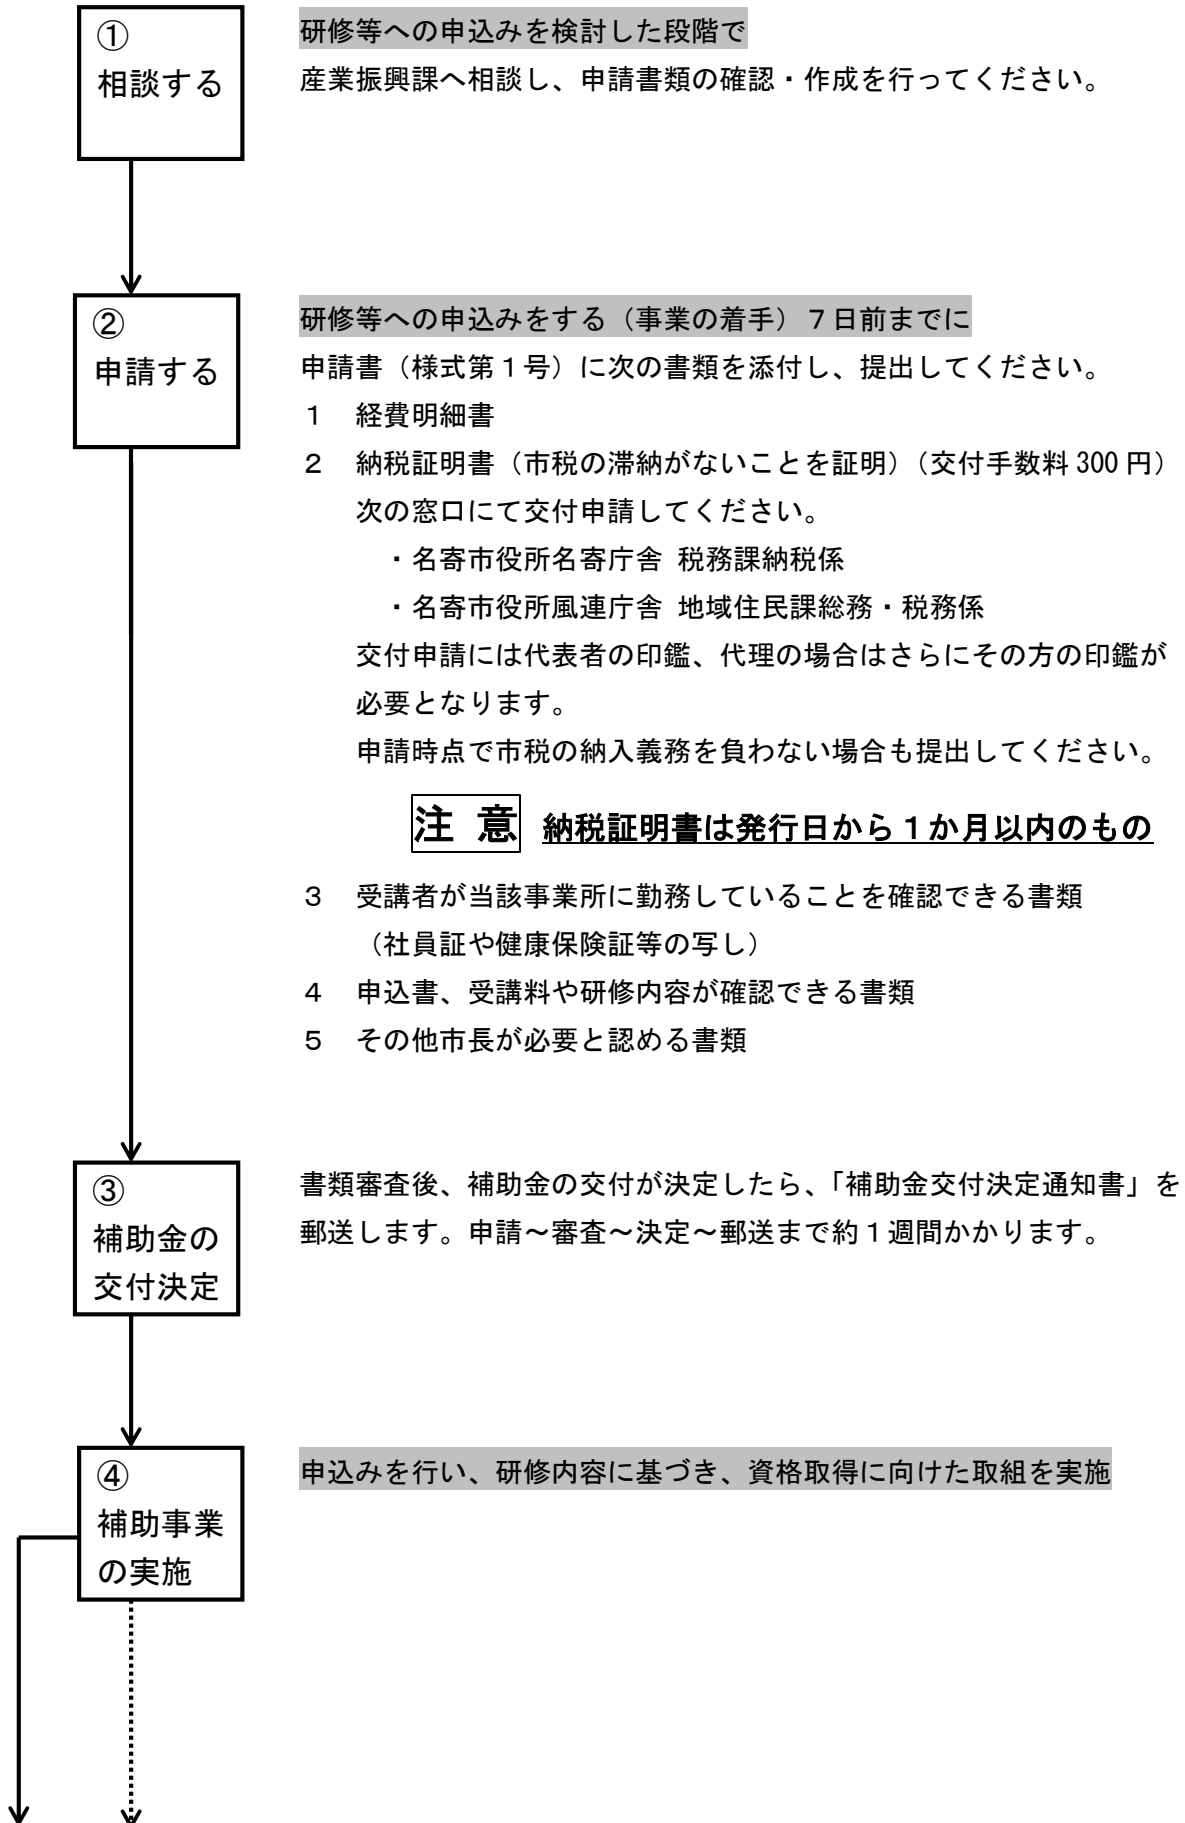 ①
相談する
研修等への申込みを検討した段階で
産業振興課へ相談し、申請書類の確認・作成を行ってください。
②
申請する
研修等への申込みをする（事業の着手）７日前までに
申請書（様式第１号）に次の書類を添付し、提出してください。
１　経費明細書
２　納税証明書（市税の滞納がないことを証明）（交付手数料 300 円）
次の窓口にて交付申請してください。
・名寄市役所名寄庁舎 税務課納税係
・名寄市役所風連庁舎 地域住民課総務・税務係
交付申請には代表者の印鑑、代理の場合はさらにその方の印鑑が
必要となります。
申請時点で市税の納入義務を負わない場合も提出してください。
注 意 納税証明書は発行日から１か月以内のもの
３　受講者が当該事業所に勤務していることを確認できる書類
（社員証や健康保険証等の写し）
４　申込書、受講料や研修内容が確認できる書類
５　その他市長が必要と認める書類
③
補助金の
交付決定
書類審査後、補助金の交付が決定したら、「補助金交付決定通知書」を
郵送します。申請～審査～決定～郵送まで約１週間かかります。
④
補助事業
の実施
申込みを行い、研修内容に基づき、資格取得に向けた取組を実施